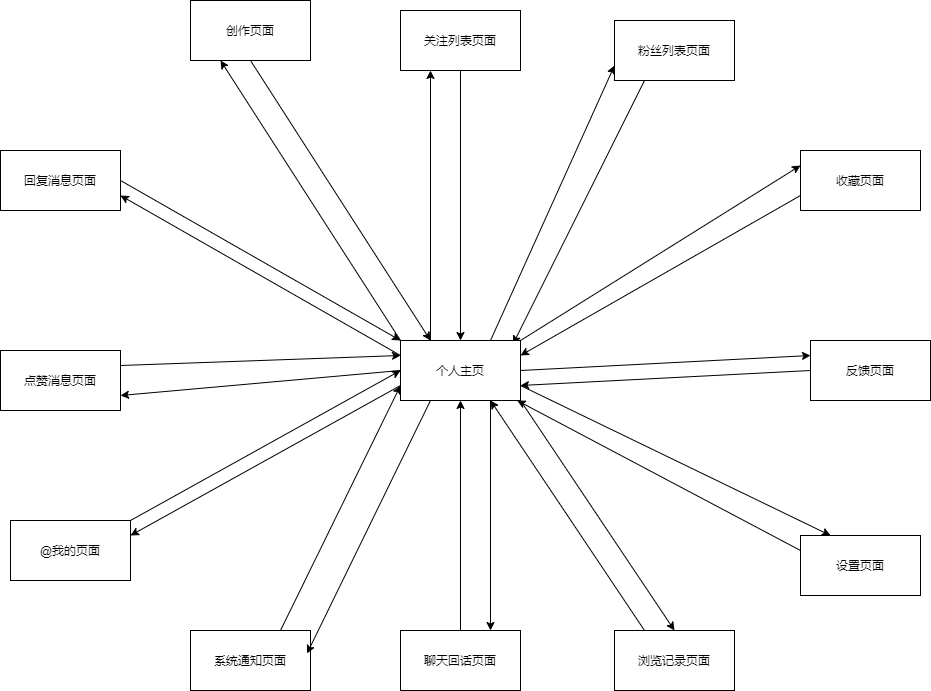 创作页面
关注列表页面
粉丝列表页面
回复消息页面
收藏页面
点赞消息页面
个人主页
反馈页面
@我的页面
设置页面
系统通知页面
聊天回话页面
浏览记录页面